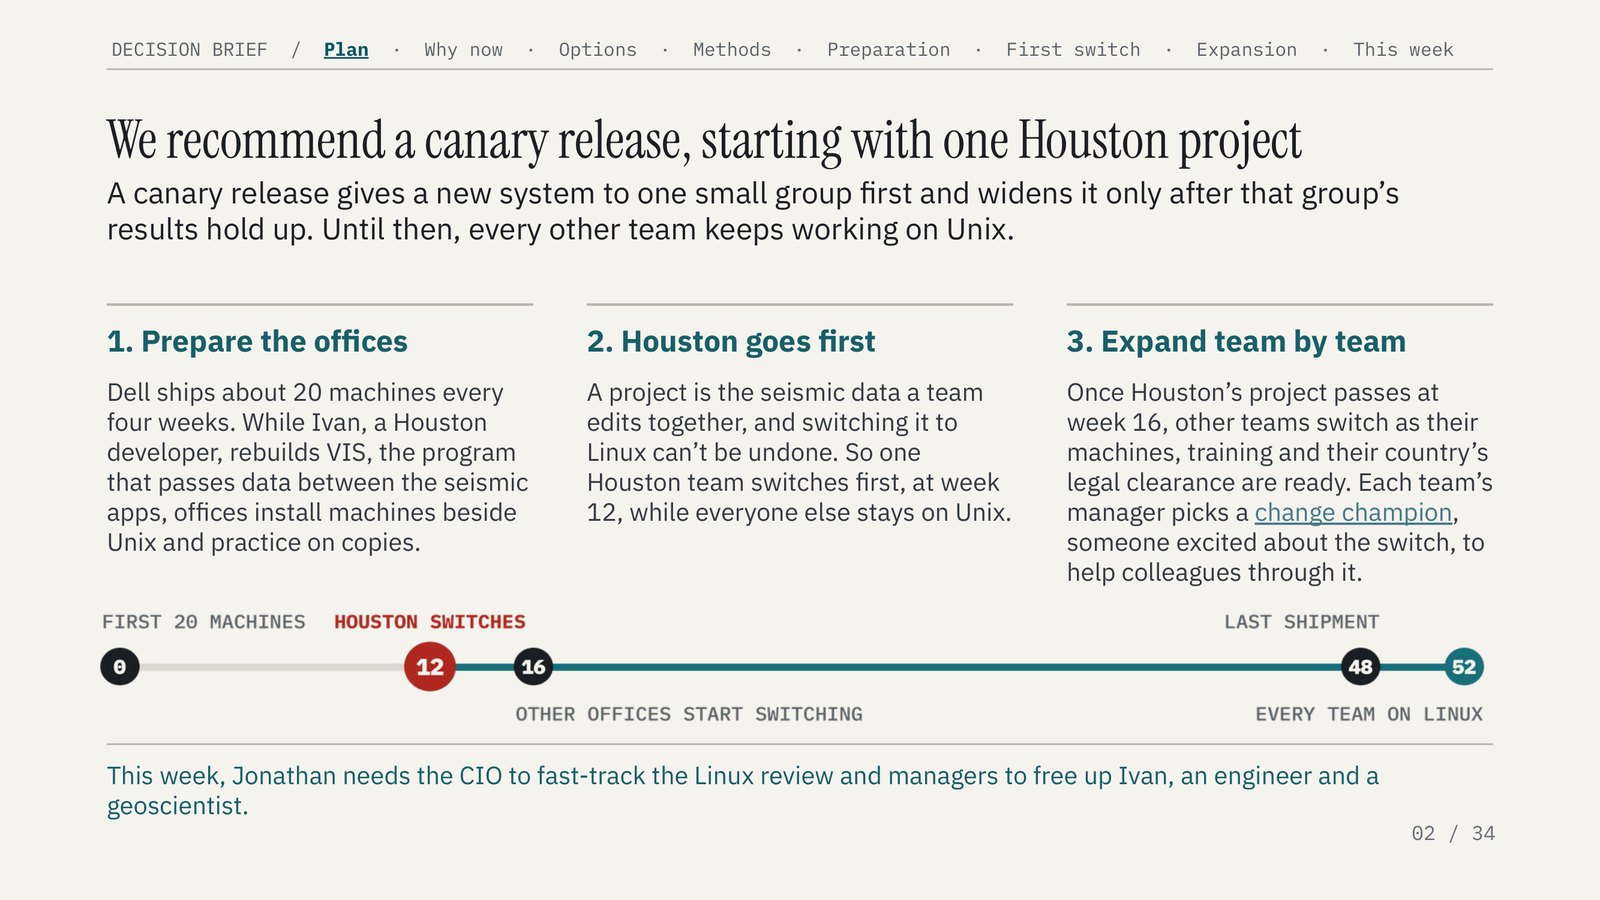 DECISION BRIEF / Plan · Why now · Options · Methods · Preparation · First switch · Expansion · This week
We recommend a canary release, starting with one Houston project
A canary release gives a new system to one small group first and widens it only after that group’s
results hold up. Until then, every other team keeps working on Unix.
1. Prepare the offices
Dell ships about 20 machines every
four weeks. While Ivan, a Houston
developer, rebuilds VIS, the program
that passes data between the seismic
apps, offices install machines beside
Unix and practice on copies.
2. Houston goes first
A project is the seismic data a team
edits together, and switching it to
Linux can’t be undone. So one
Houston team switches first, at week
12, while everyone else stays on Unix.
3. Expand team by team
Once Houston’s project passes at
week 16, other teams switch as their
machines, training and their country’s
legal clearance are ready. Each team’s
manager picks a change champion,
someone excited about the switch, to
help colleagues through it.
FIRST 20 MACHINES HOUSTON SWITCHES LAST SHIPMENT
0 12 16 48 52
OTHER OFFICES START SWITCHING EVERY TEAM ON LINUX
This week, Jonathan needs the CIO to fast-track the Linux review and managers to free up Ivan, an engineer and a
geoscientist.
02 / 34